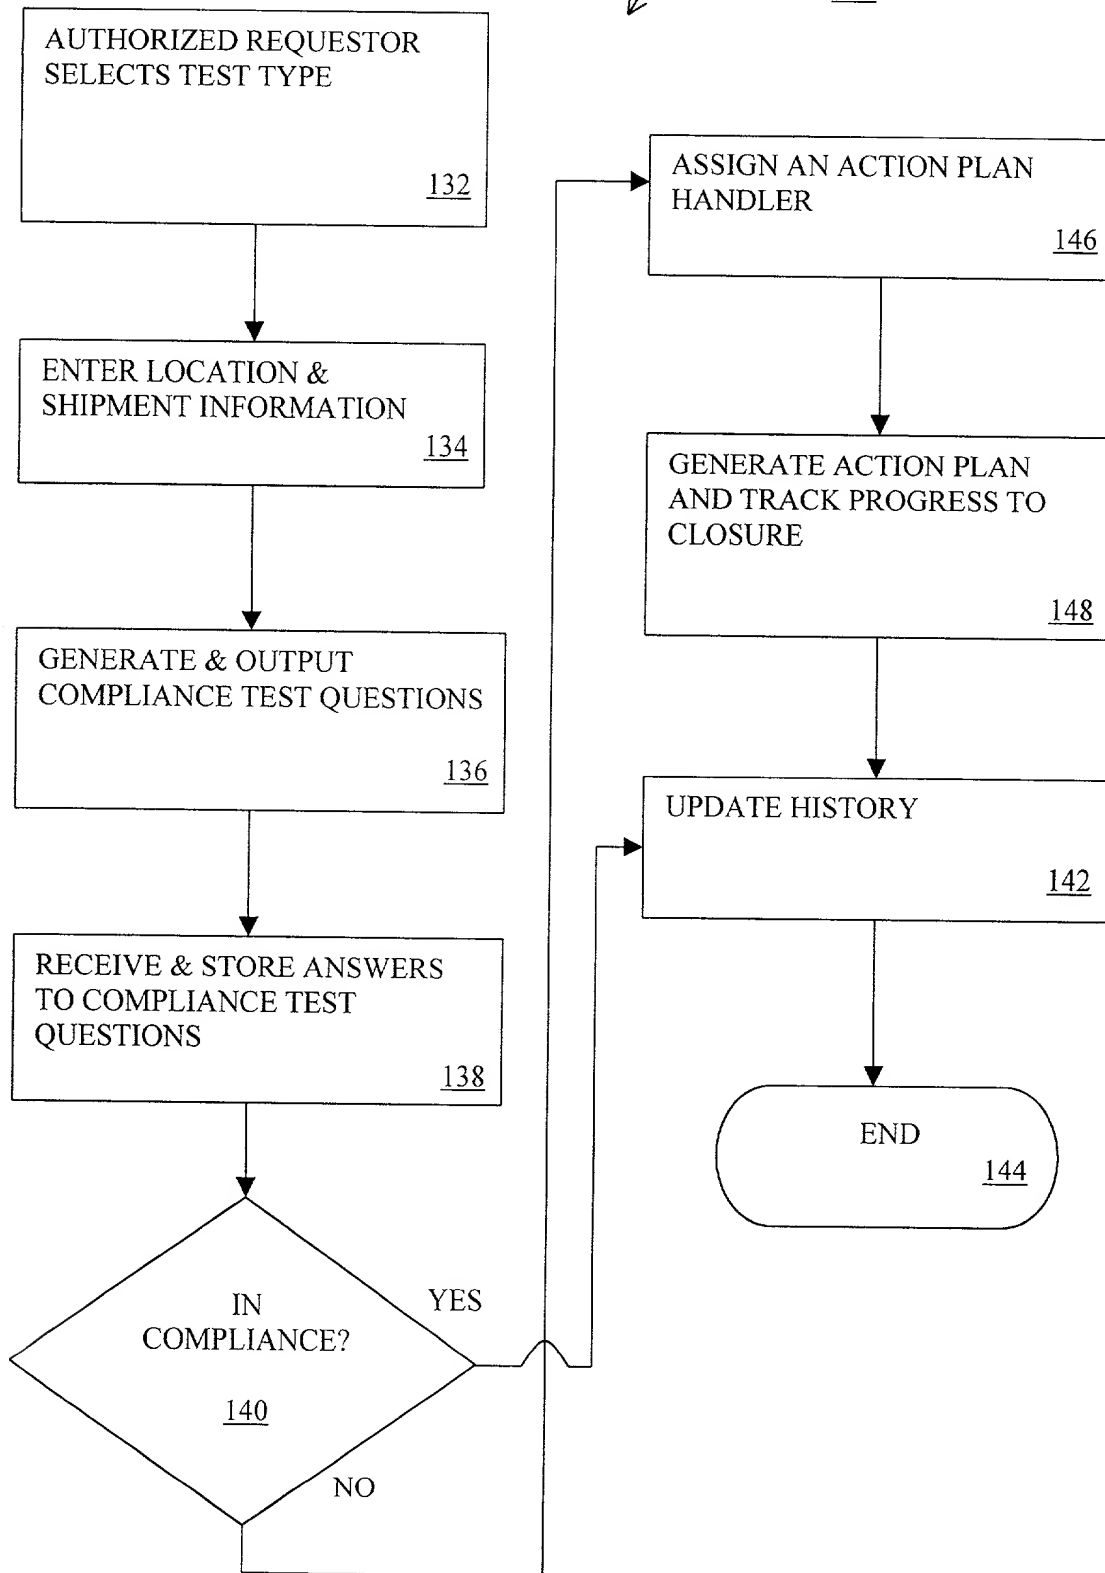 AUTHORIZED REQUESTOR
SELECTS TEST TYPE
132
ENTER LOCATION &
SHIPMENT INFORMATION
134
GENERATE & OUTPUT
COMPLIANCE TEST QUESTIONS
136
RECEIVE & STORE ANSWERS
TO COMPLIANCE TEST
QUESTIONS
138
IN
COMPLIANCE?
140
YES
NO
ASSIGN AN ACTION PLAN
HANDLER
146
GENERATE ACTION PLAN
AND TRACK PROGRESS TO
CLOSURE
148
UPDATE HISTORY
142
END
144